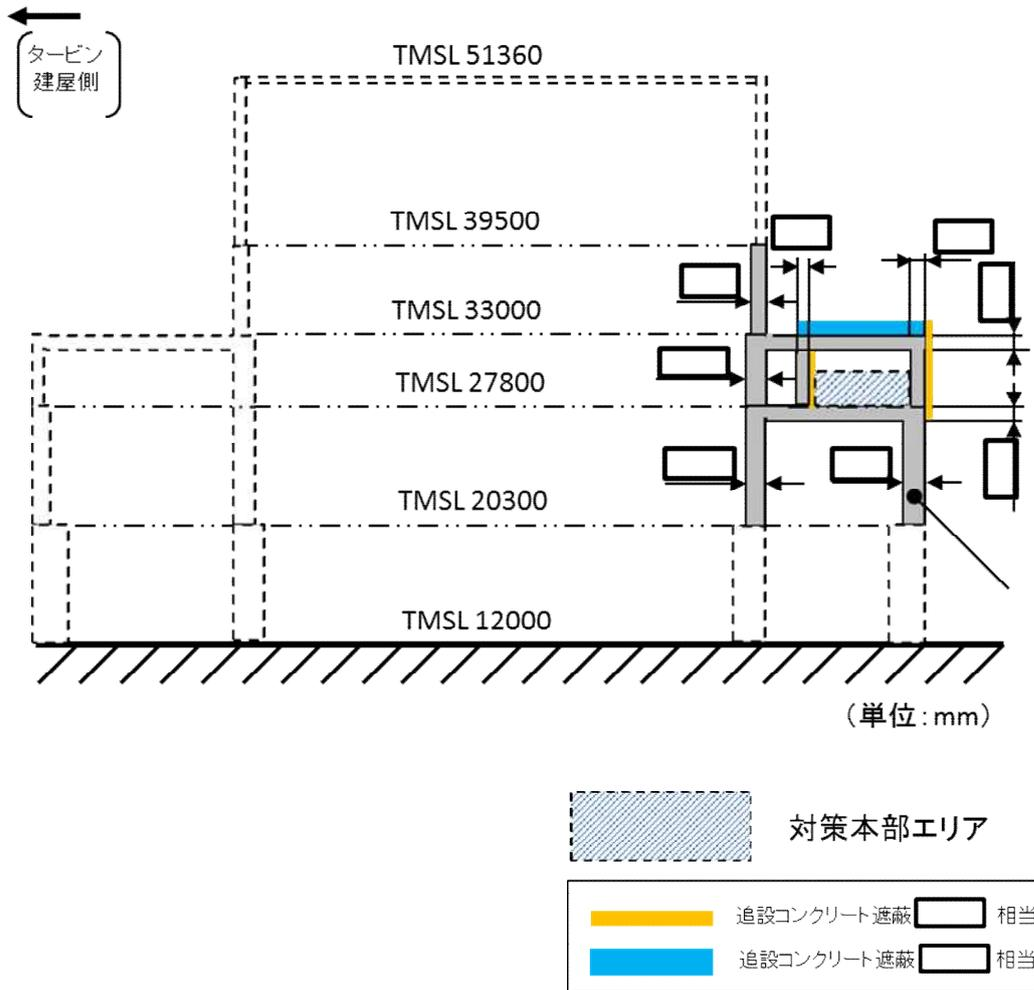 タービン
建屋側
TMSL 51360
TMSL 39500
TMSL 33000
TMSL 27800
TMSL 20300
TMSL 12000
（単位：mm）
対策本部エリア
追設コンクリート遮蔽 相当
追設コンクリート遮蔽 相当